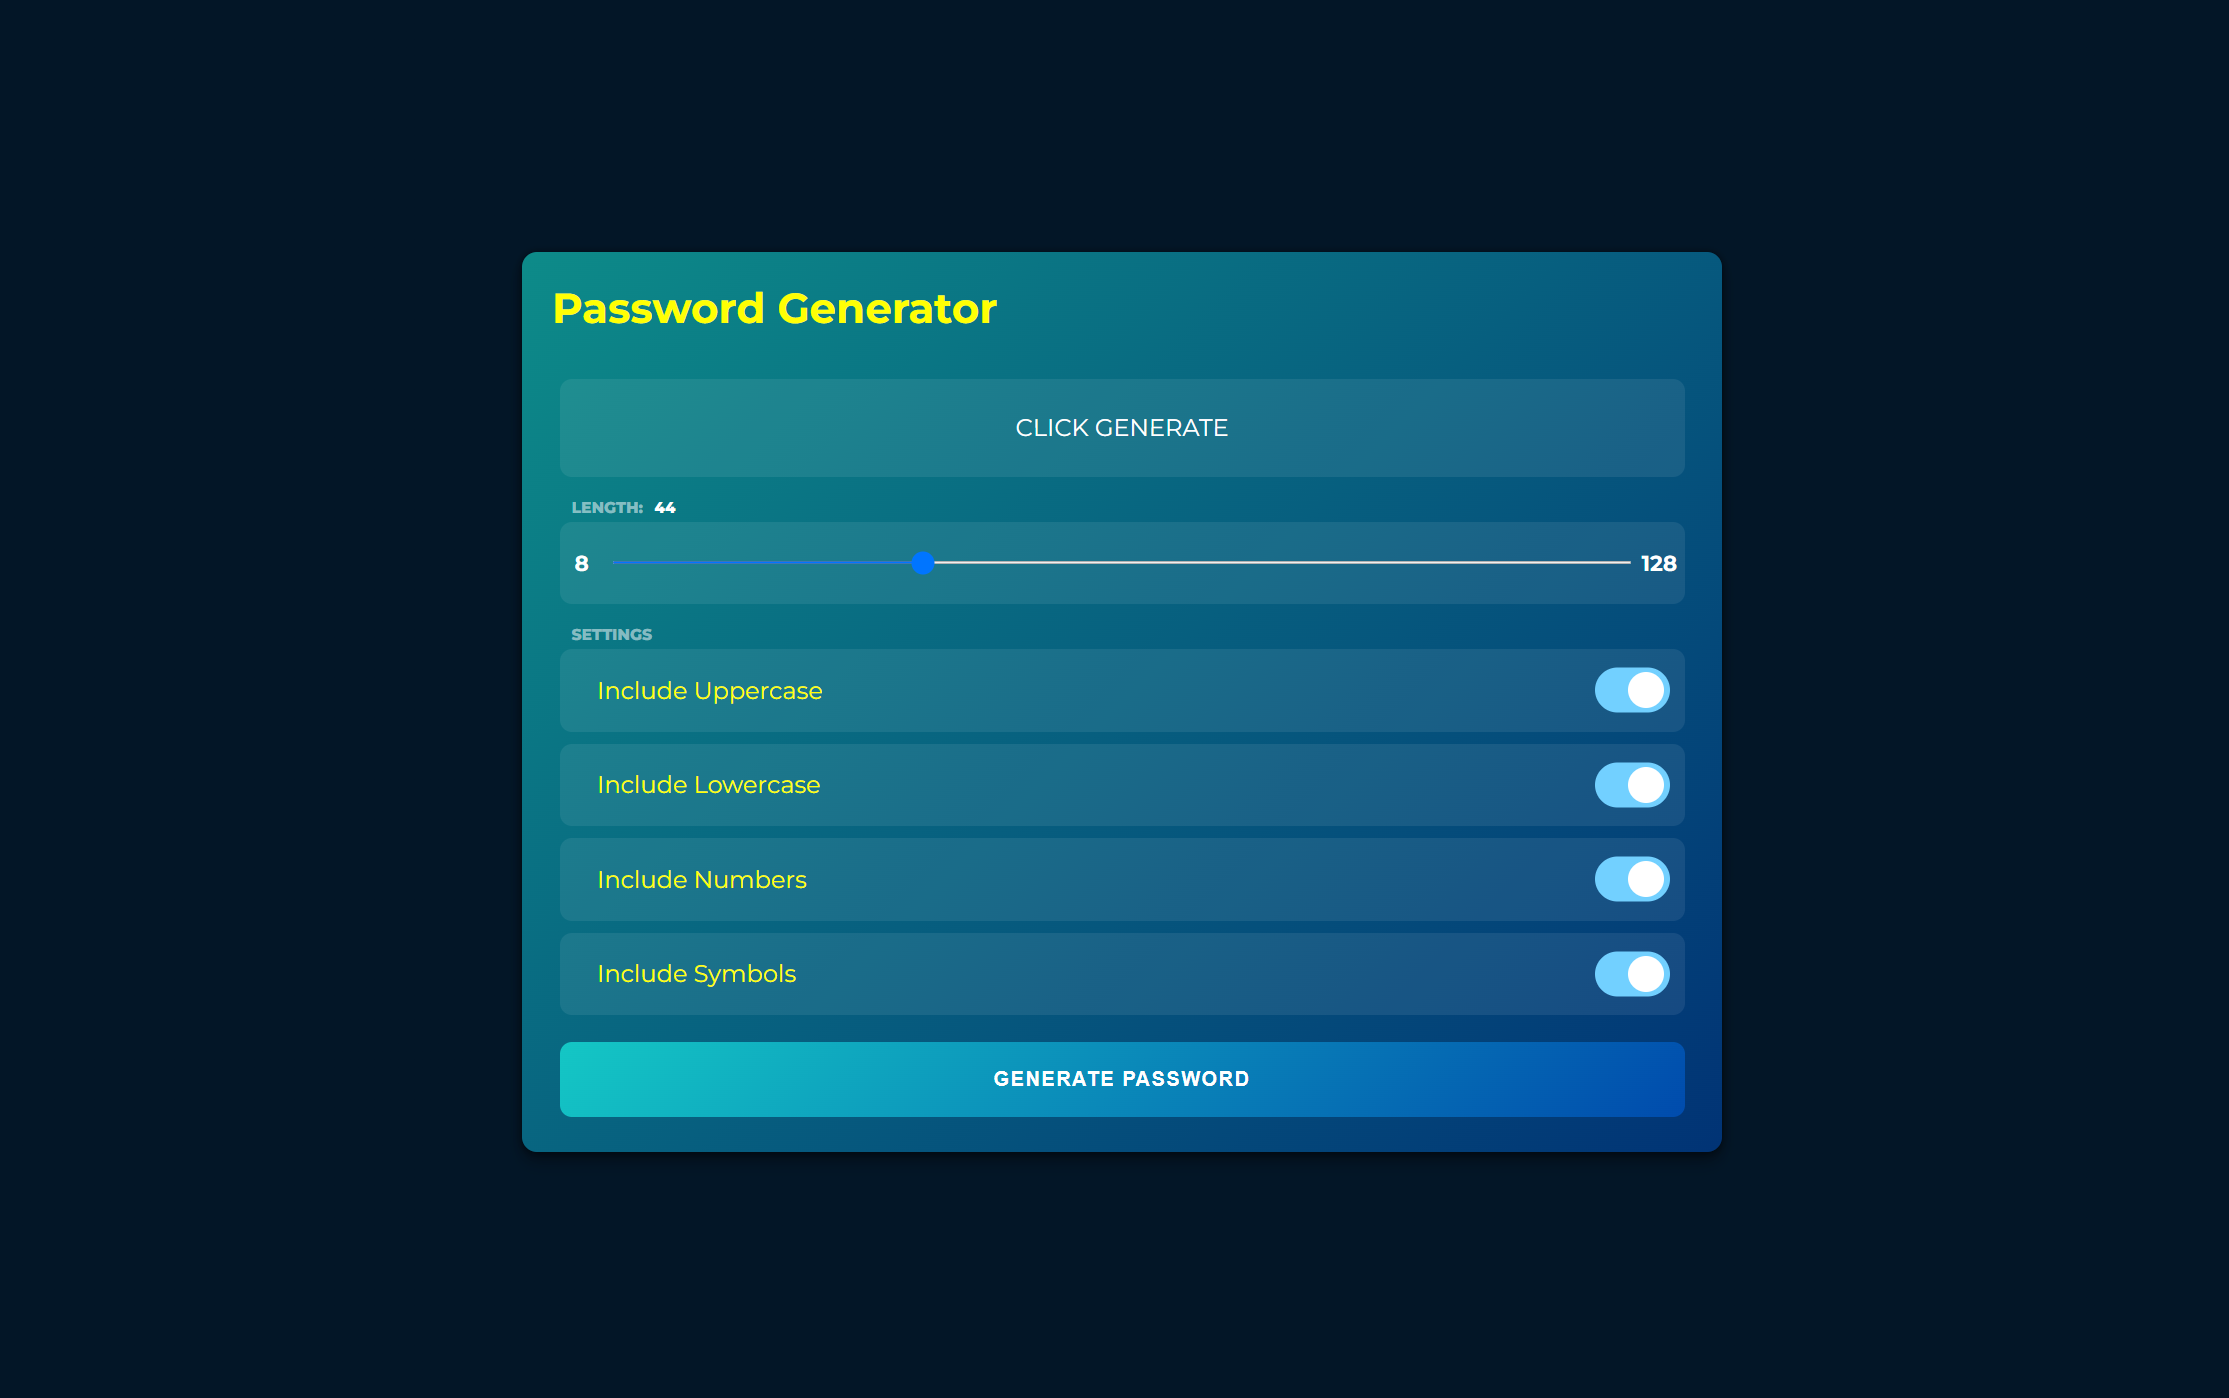 Password Generator
CLICK GENERATE
LENGTH: 44
8 128
SETTINGS
Include Uppercase
Include Lowercase
Include Numbers
Include Symbols
GENERATE PASSWORD